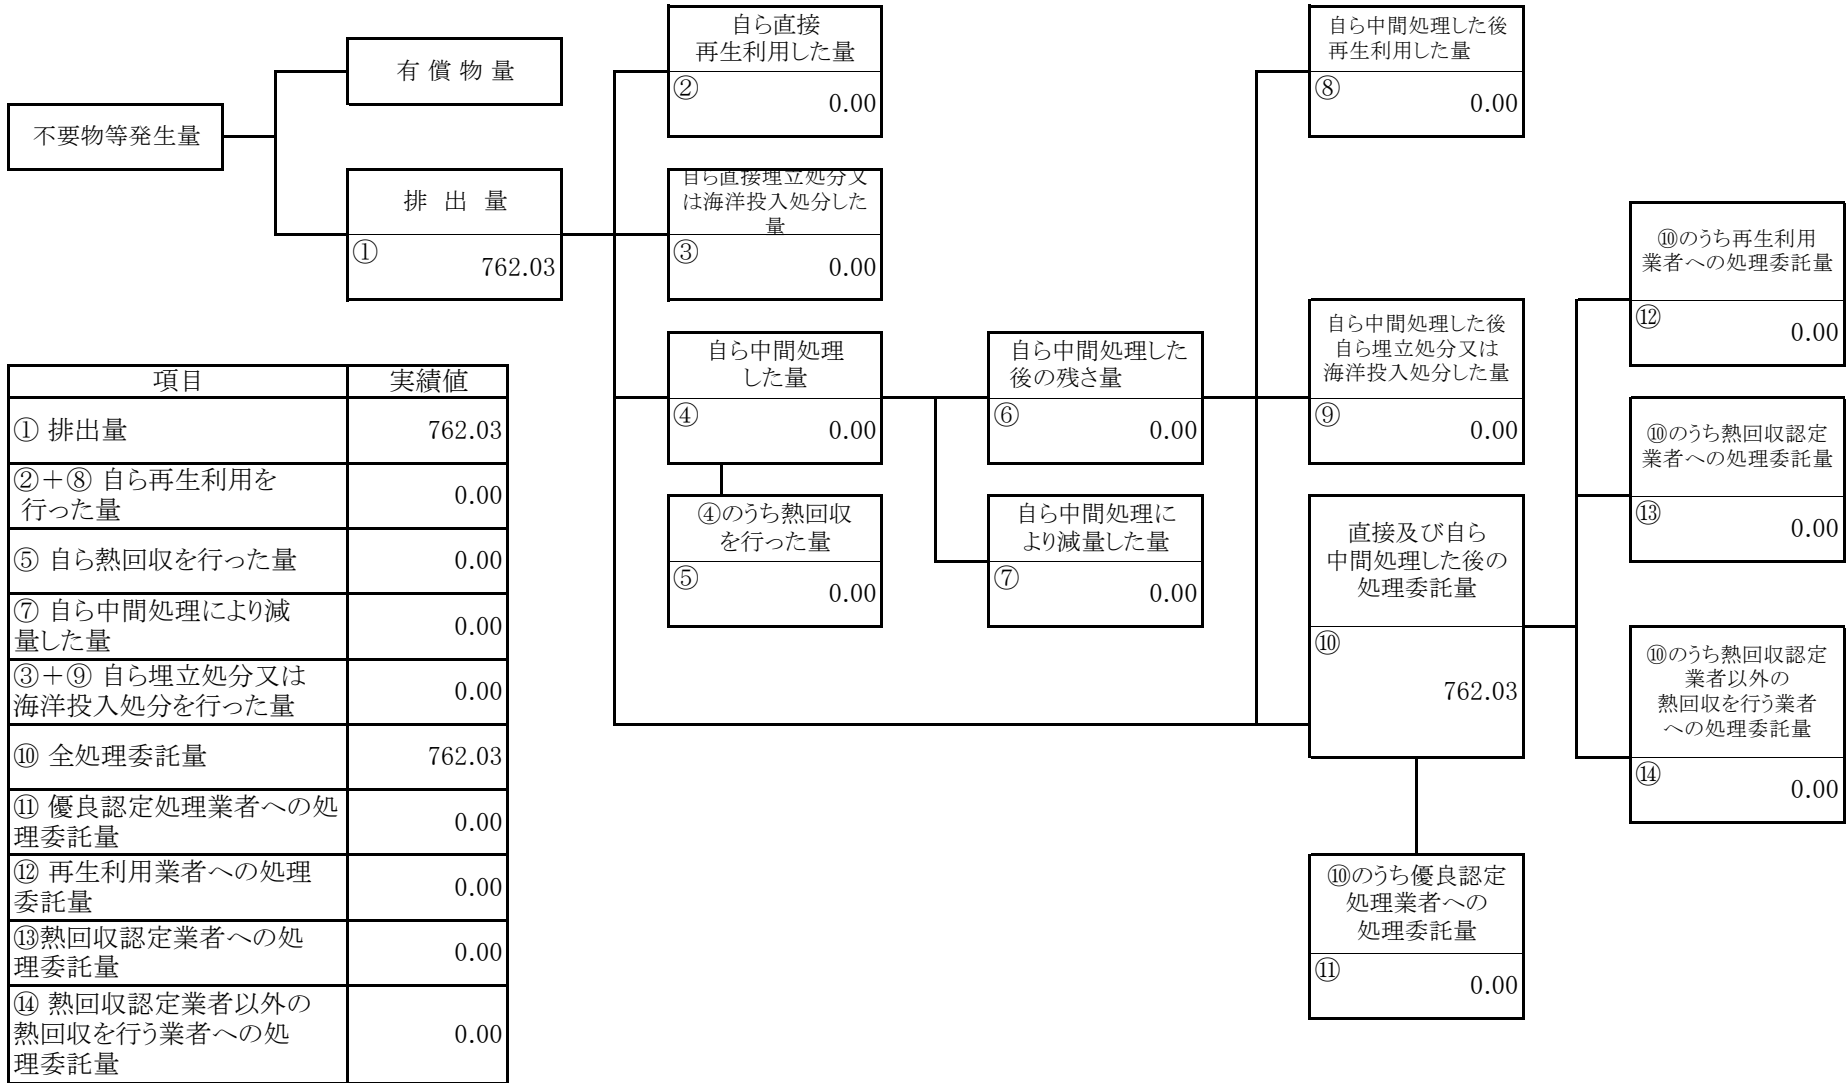 不要物等発生量
有 償 物 量
排 出 量
①
762.03
自ら直接
再生利用した量
②
0.00
自ら直接埋立処分又
は海洋投入処分した
量
③
0.00
自ら中間処理
した量
④
0.00
④のうち熱回収
を行った量
⑤
0.00
自ら中間処理した
後の残さ量
⑥
0.00
自ら中間処理に
より減量した量
⑦
0.00
自ら中間処理した後
再生利用した量
⑧
0.00
自ら中間処理した後
自ら埋立処分又は
海洋投入処分した量
⑨
0.00
直接及び自ら
中間処理した後の
処理委託量
⑩
762.03
⑩のうち優良認定
処理業者への
処理委託量
⑪
0.00
⑩のうち再生利用
業者への処理委託量
⑫
0.00
⑩のうち熱回収認定
業者への処理委託量
⑬
0.00
⑩のうち熱回収認定
業者以外の
熱回収を行う業者
への処理委託量
⑭
0.00
項目 実績値
① 排出量 762.03
②＋⑧ 自ら再生利用を
行った量 0.00
⑤ 自ら熱回収を行った量 0.00
⑦ 自ら中間処理により減
量した量 0.00
③＋⑨ 自ら埋立処分又は
海洋投入処分を行った量 0.00
⑩ 全処理委託量 762.03
⑪ 優良認定処理業者への処
理委託量 0.00
⑫ 再生利用業者への処理
委託量 0.00
⑬熱回収認定業者への処
理委託量 0.00
⑭ 熱回収認定業者以外の
熱回収を行う業者への処
理委託量 0.00